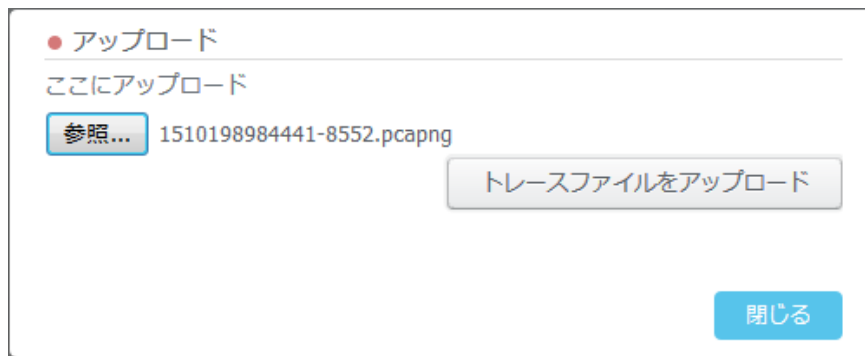 アップロード
ここにアップロード
参照... 1510198984441-8552.pcapng
トレースファイルをアップロード
閉じる